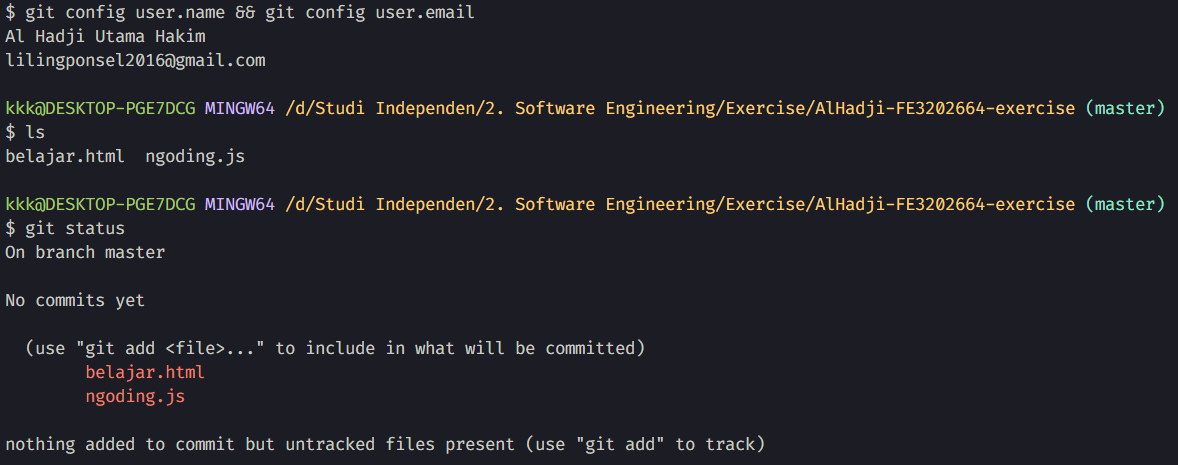 $ git config user.name && git config user.email
Al Hadji Utama Hakim
lilingponsel2016@gmail.com
kkk@DESKTOP-PGE7DCG MINGW64 /d/Studi Independen/2. Software Engineering/Exercise/AlHadji-FE3202664-exercise (master)
$ ls
belajar.html  ngoding.js
kkk@DESKTOP-PGE7DCG MINGW64 /d/Studi Independen/2. Software Engineering/Exercise/AlHadji-FE3202664-exercise (master)
$ git status
On branch master
No commits yet
(use "git add <file>..." to include in what will be committed)
belajar.html
ngoding.js
nothing added to commit but untracked files present (use "git add" to track)